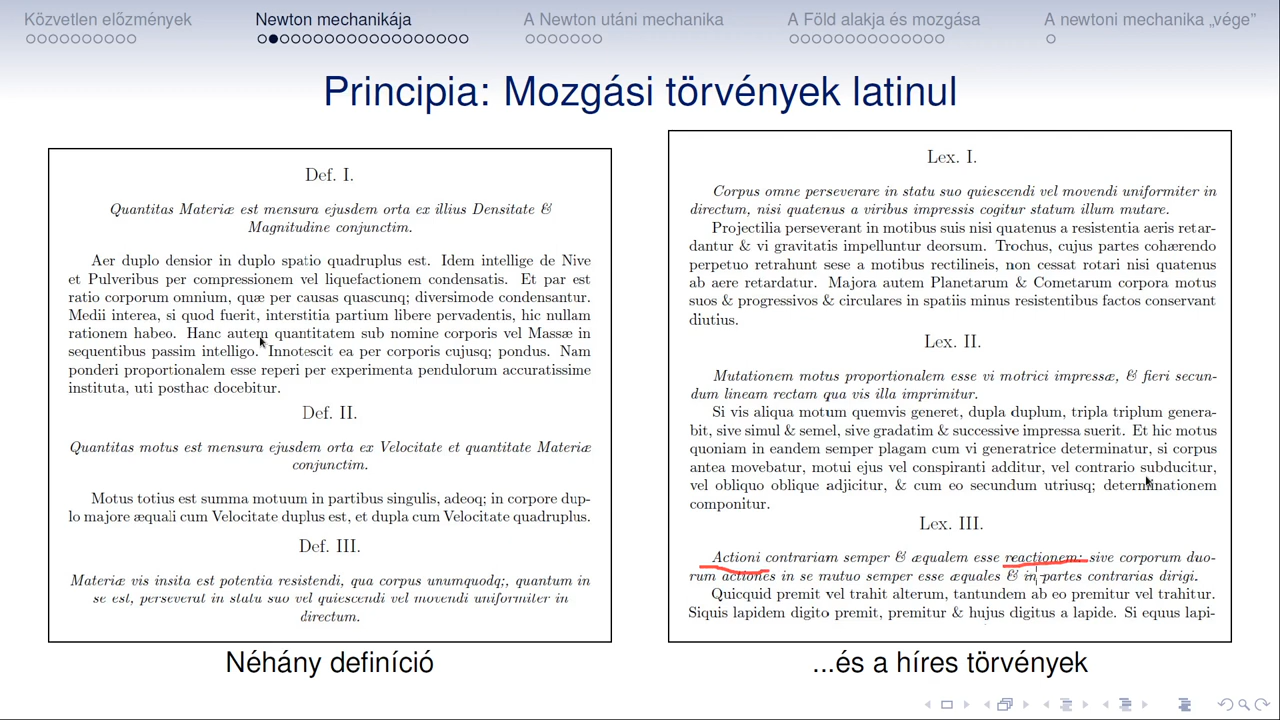 Közvetlen előzmények
Newton mechanikája
A Newton utáni mechanika
A Föld alakja és mozgása
A newtoni mechanika „vége”
Principia: Mozgási törvények latinul
Def. I.
Quantitas Materiæ est mensura ejusdem orta ex illius Densitate &
Magnitudine conjunctim.
Aer duplo densior in duplo spatio quadruplus est. Idem intellige de Nive
et Pulveribus per compressionem vel liquefactionem condensatis. Et par est
ratio corporum omnium, quæ per causas quascunq; diversimode condensantur.
Medii interea, si quod fuerit, interstitia partium libere pervadentis, hic nullam
rationem habeo. Hanc autem quantitatem sub nomine corporis vel Massæ in
sequentibus passim intelligo. Innotescit ea per corporis cujusq; pondus. Nam
ponderi proportionalem esse reperi per experimenta pendulorum accuratissime
instituta, uti posthac docebitur.
Def. II.
Quantitas motus est mensura ejusdem orta ex Velocitate et quantitate Materiæ
conjunctim.
Motus totius est summa motuum in partibus singulis, adeoq; in corpore dup-
lo majore æquali cum Velocitate duplus est, et dupla cum Velocitate quadruplus.
Def. III.
Materiæ vis insita est potentia resistendi, qua corpus unumquodq;, quantum in
se est, perseverat in statu suo vel quiescendi vel movendi uniformiter in
directum.
Néhány definíció
Lex. I.
Corpus omne perseverare in statu suo quiescendi vel movendi uniformiter in
directum, nisi quatenus a viribus impressis cogitur statum illum mutare.
Projectilia perseverant in motibus suis nisi quatenus a resistentia aeris retar-
dantur & vi gravitatis impelluntur deorsum. Trochus, cujus partes cohærendo
perpetuo retrahunt sese a motibus rectilineis, non cessat rotari nisi quatenus
ab aere retardatur. Majora autem Planetarum & Cometarum corpora motus
suos & progressivos & circulares in spatiis minus resistentibus factos conservant
diutius.
Lex. II.
Mutationem motus proportionalem esse vi motrici impressæ, & fieri secun-
dum lineam rectam qua vis illa imprimitur.
Si vis aliqua motum quemvis generet, dupla duplum, tripla triplum genera-
bit, sive simul & semel, sive gradatim & successive impressa suerit. Et hic motus
quoniam in eandem semper plagam cum vi generatrice determinatur, si corpus
antea movebatur, motui ejus vel conspiranti additur, vel contrario subducitur,
vel obliquo oblique adjicitur, & cum eo secundum utriusq; determinationem
componitur.
Lex. III.
Actioni contrariam semper & æqualem esse reactionem: sive corporum duo-
rum actiones in se mutuo semper esse æquales & in partes contrarias dirigi.
Quicquid premit vel trahit alterum, tantundem ab eo premitur vel trahitur.
Siquis lapidem digito premit, premitur & hujus digitus a lapide. Si equus lapi-
...és a híres törvények